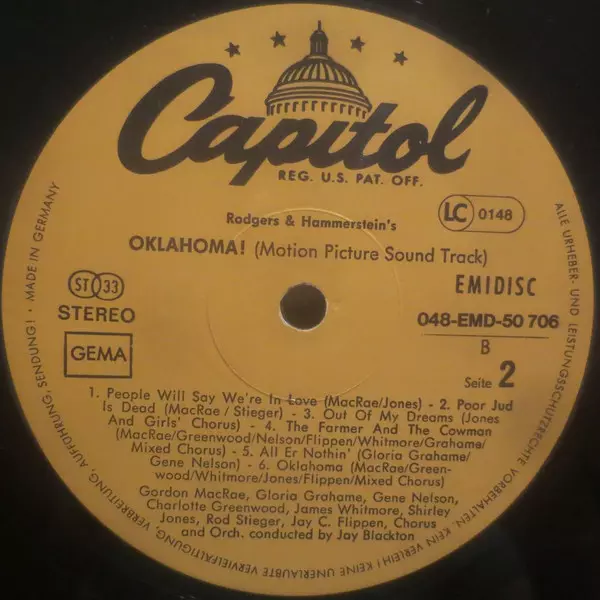 Capitol
REG. U.S. PAT. OFF.
LC 0148
Rodgers & Hammerstein's
OKLAHOMA! (Motion Picture Sound Track)
EMIDISC
ST 33
STEREO
048-EMD-50 706
B
GEMA
Seite 2
1. People Will Say We're In Love (MacRae/Jones) - 2. Poor Jud
Is Dead (MacRae / Stieger) - 3. Out Of My Dreams (Jones
And Girls' Chorus) - 4. The Farmer And The Cowman
(MacRae/Greenwood/Nelson/Flippen/Whitmore/Grahame/
Mixed Chorus) - 5. All Er Nothin' (Gloria Grahame/
Gene Nelson) - 6. Oklahoma (MacRae/Green-
wood/Whitmore/Jones/Flippen/Mixed Chorus)
Gordon MacRae, Gloria Grahame, Gene Nelson,
Charlotte Greenwood, James Whitmore, Shirley
Jones, Rod Stieger, Jay C. Flippen, Chorus
and Orch. conducted by Jay Blackton
ALLE URHEBER- UND LEISTUNGSSCHUTZRECHTE VORBEHALTEN. KEIN VERLEIH! KEINE UNERLAUBTE VERVIELFÄLTIGUNG, VERBREITUNG, AUFFÜHRUNG, SENDUNG! • MADE IN GERMANY